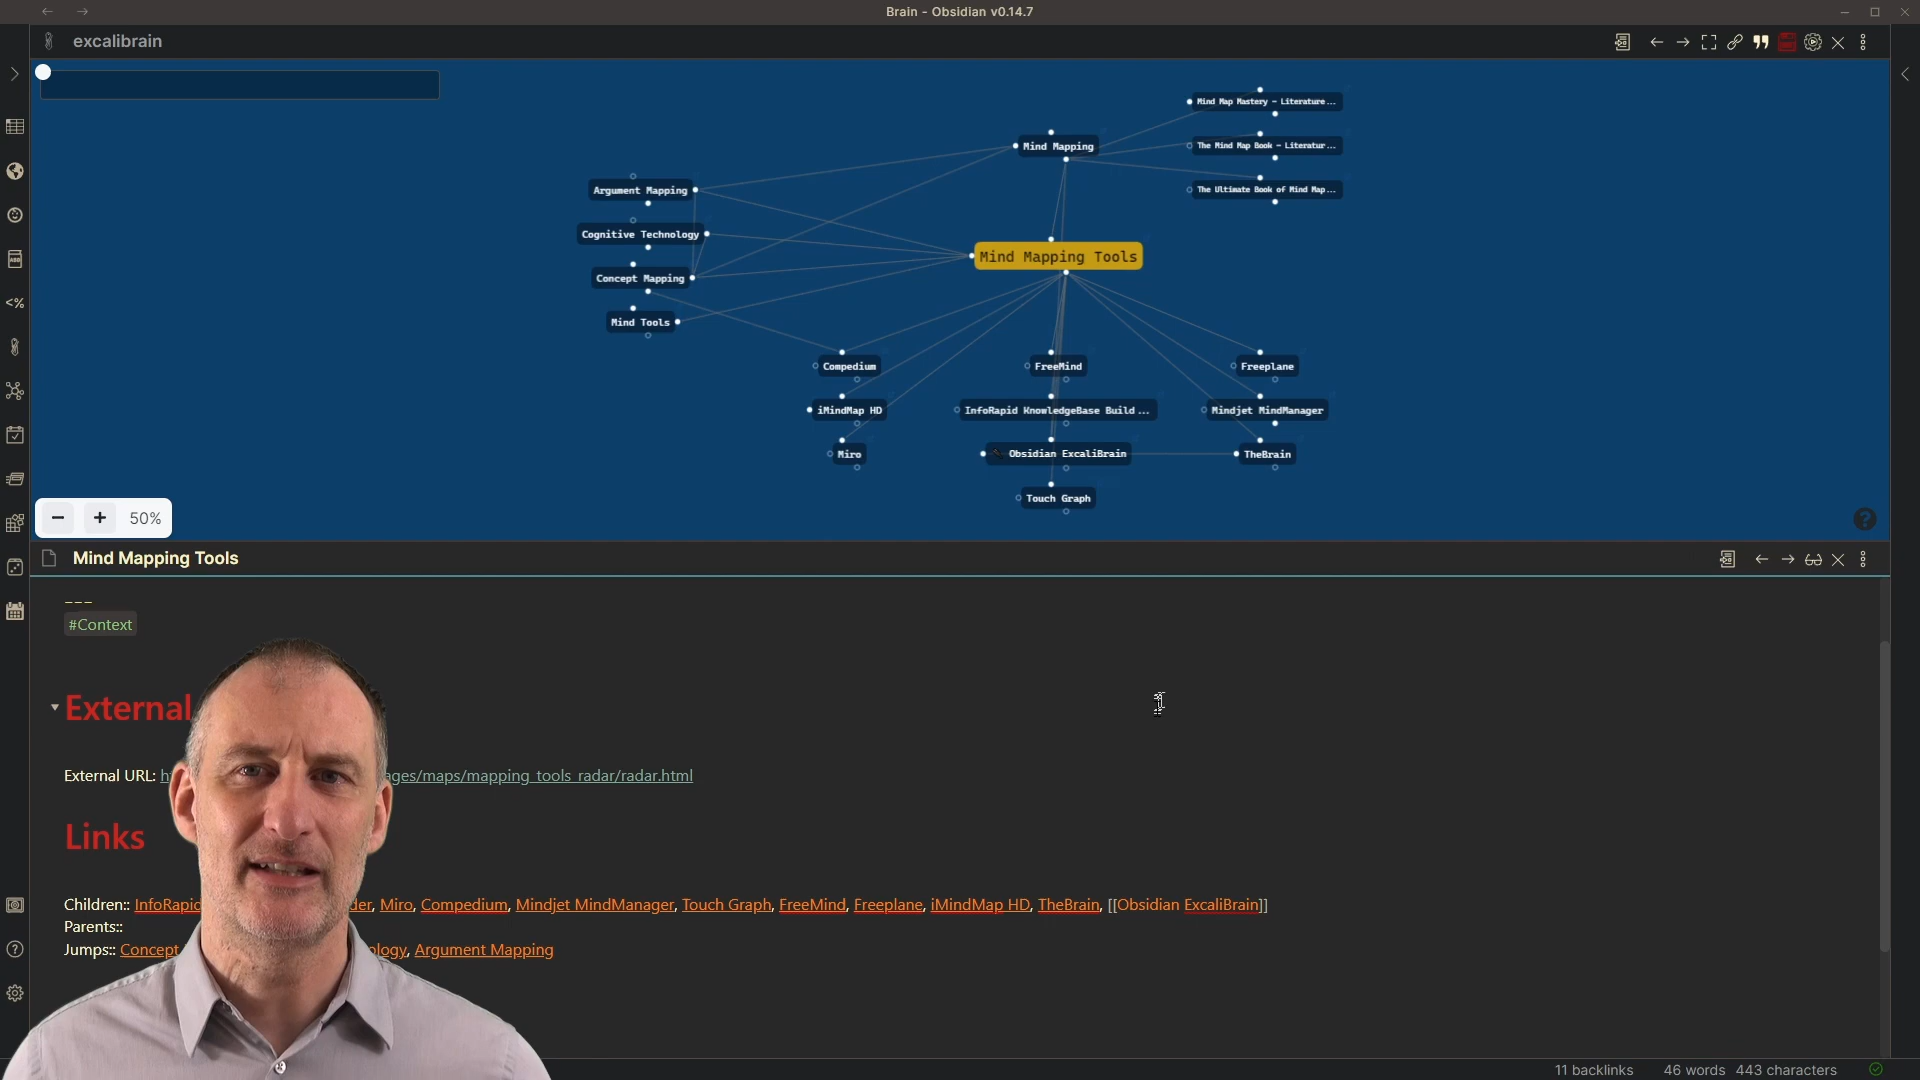 Brain - Obsidian v0.14.7
excalibrain
Mind Map Mastery – Literature...
Mind Mapping
The Mind Map Book – Literatur...
Argument Mapping
The Ultimate Book of Mind Map...
Cognitive Technology
Mind Mapping Tools
Concept Mapping
Mind Tools
Compedium
FreeMind
Freeplane
iMindMap HD
InfoRapid KnowledgeBase Build ...
Mindjet MindManager
Miro
Obsidian ExcaliBrain
TheBrain
Touch Graph
50%
Mind Mapping Tools
---
#Context
External
External URL: h ages/maps/mapping_tools_radar/radar.html
Links
Children:: InfoRapid der, Miro, Compedium, Mindjet MindManager, Touch Graph, FreeMind, Freeplane, iMindMap HD, TheBrain, [[Obsidian ExcaliBrain]]
Parents::
Jumps:: Concept ology, Argument Mapping
11 backlinks 46 words 443 characters